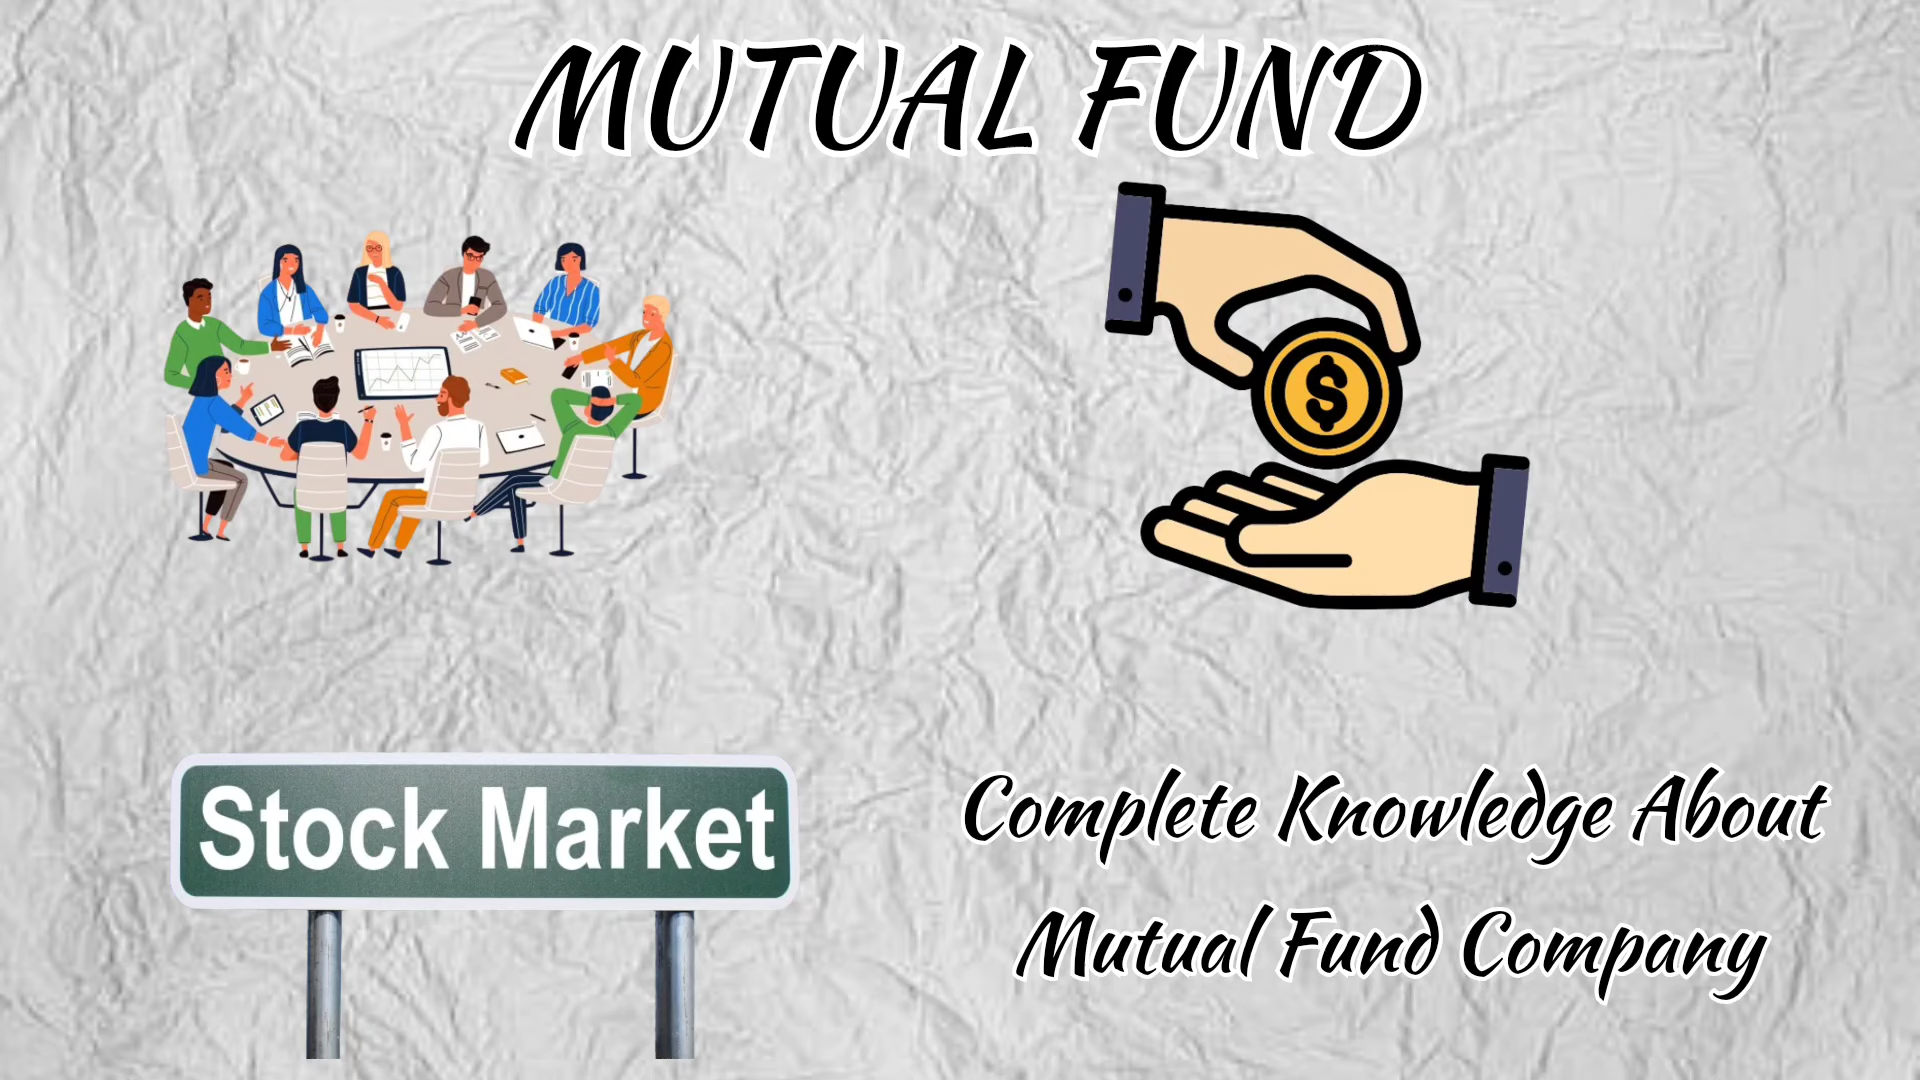 MUTUAL FUND
$
Stock Market
Complete Knowledge About
Mutual Fund Company